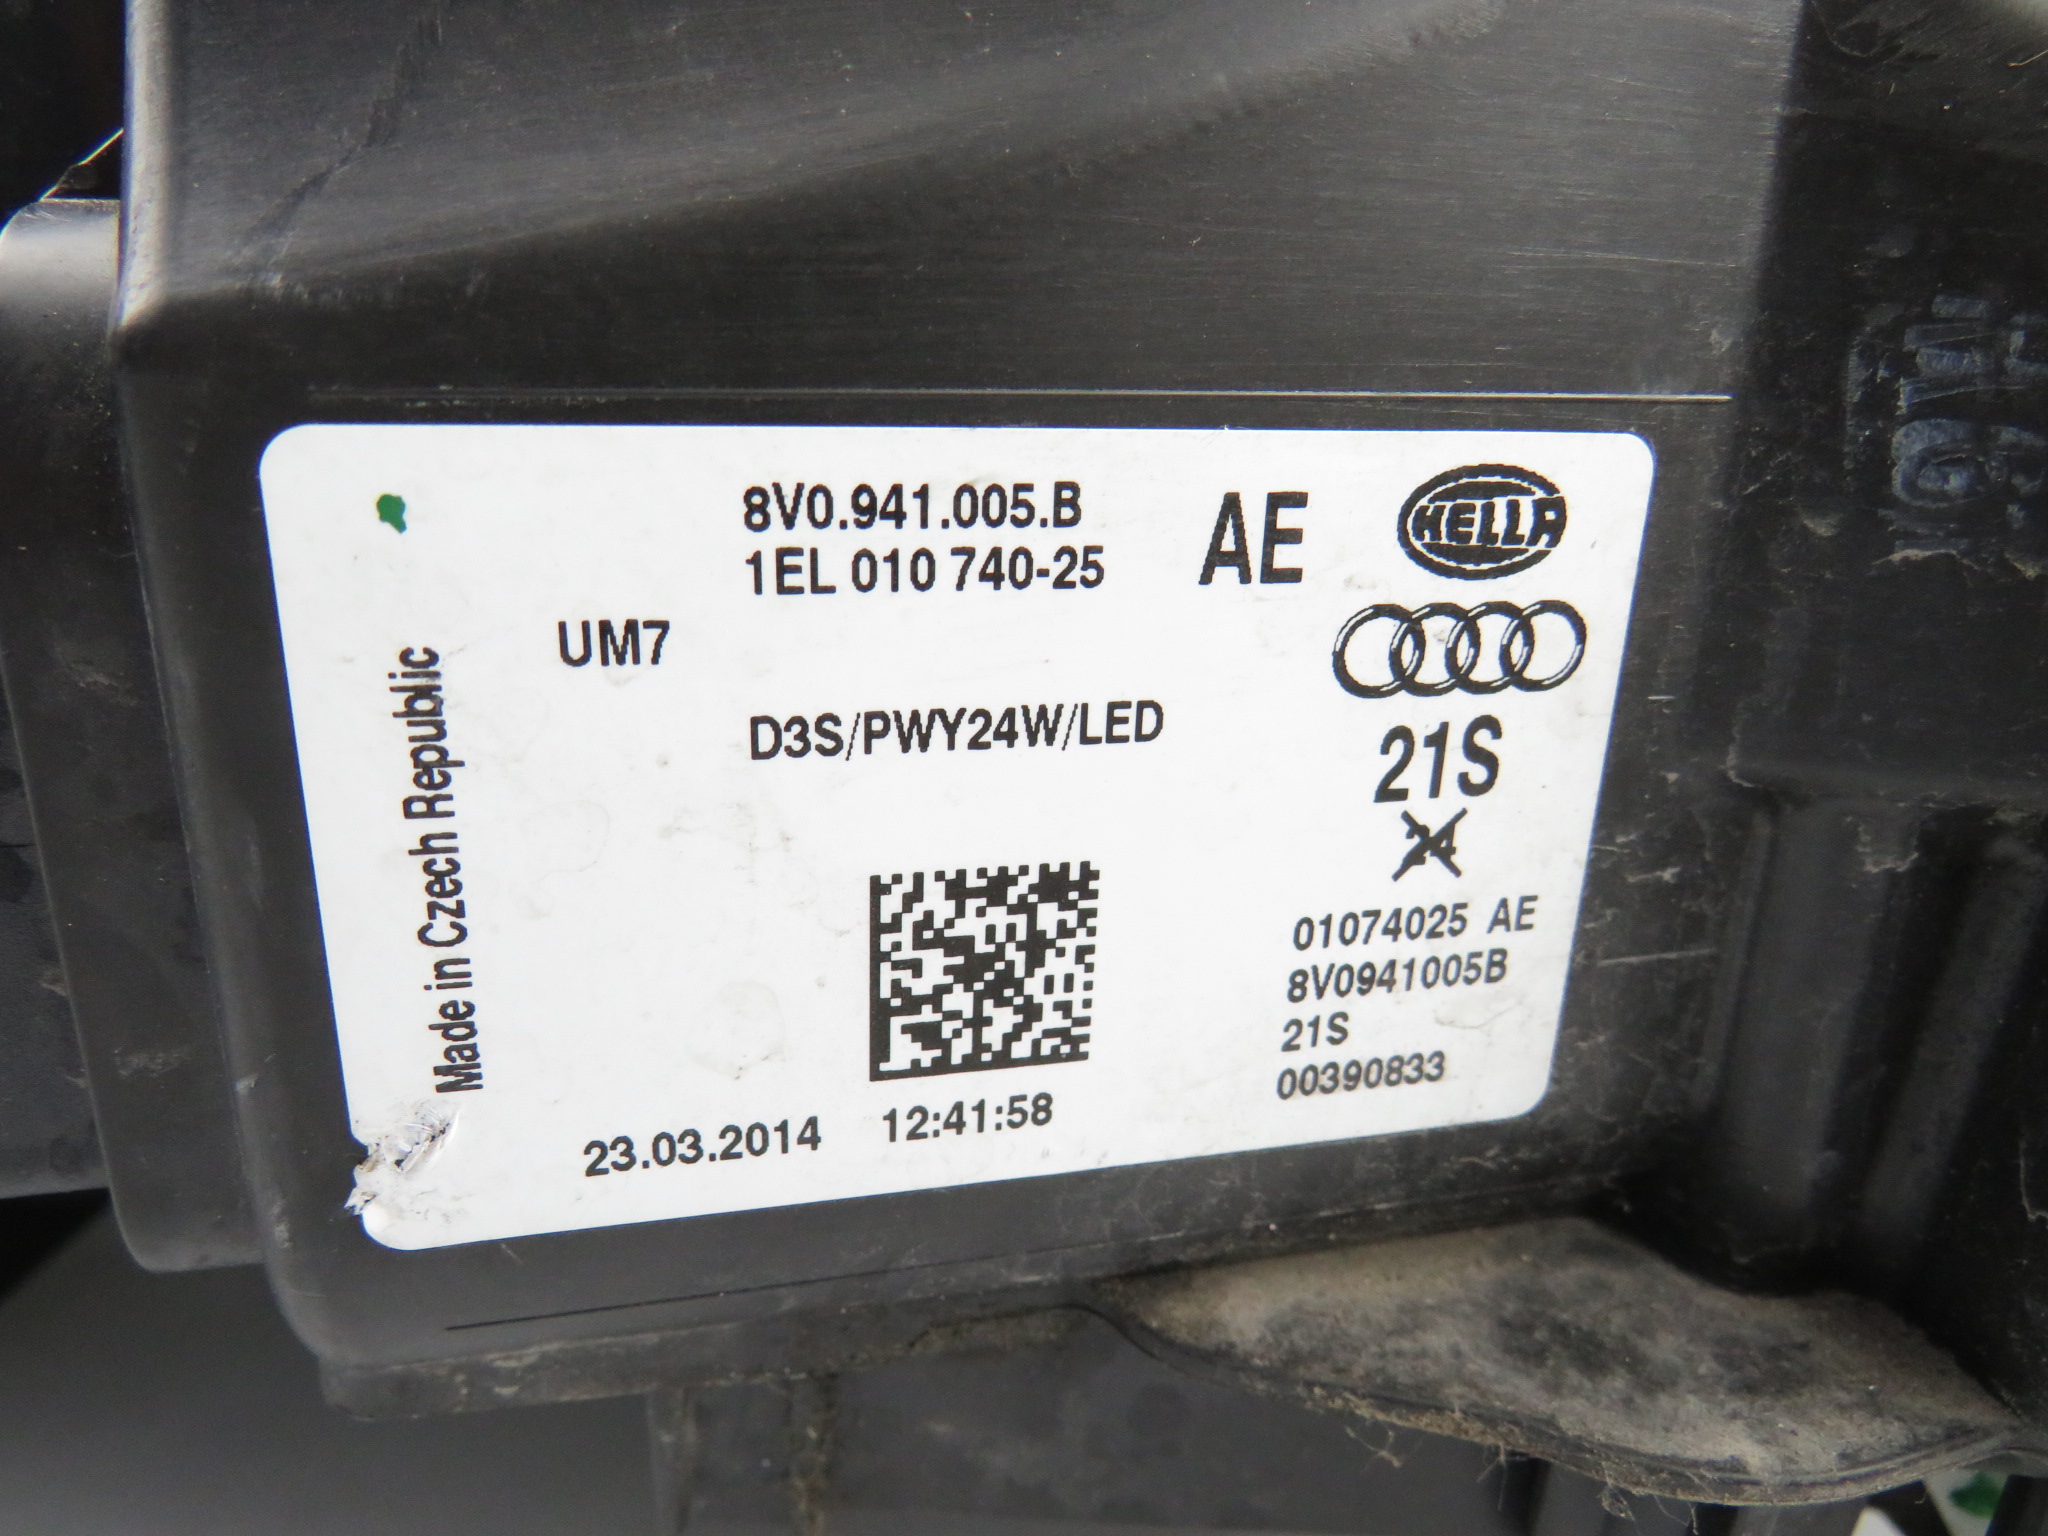 8V0.941.005.B
1EL 010 740-25
AE
HELLA
UM7
D3S/PWY24W/LED
21S
24
Made in Czech Republic
01074025 AE
8V0941005B
21S
00390833
23.03.2014 12:41:58